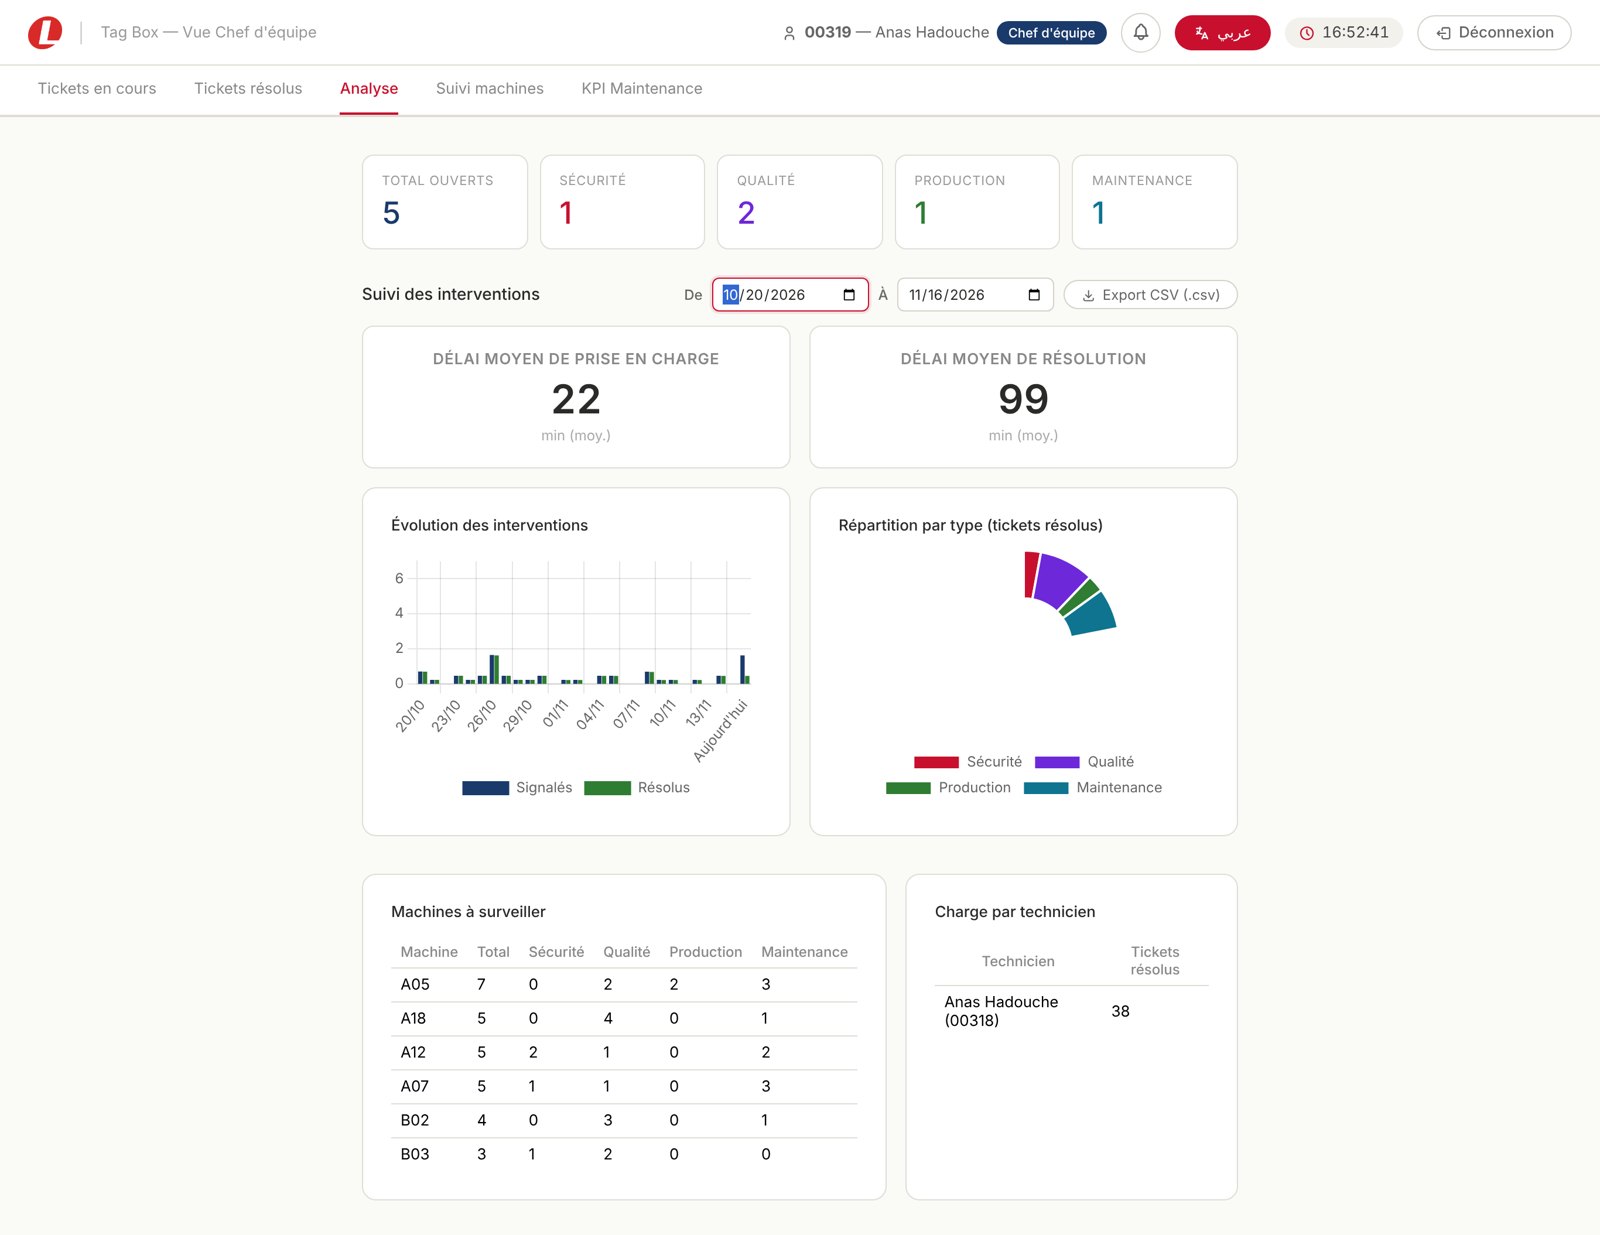 L
Tag Box — Vue Chef d'équipe
00319 — Anas Hadouche
Chef d'équipe
عربي
16:52:41
Déconnexion
Tickets en cours
Tickets résolus
Analyse
Suivi machines
KPI Maintenance
TOTAL OUVERTS
5
SÉCURITÉ
1
QUALITÉ
2
PRODUCTION
1
MAINTENANCE
1
Suivi des interventions
De
10/20/2026
À
11/16/2026
Export CSV (.csv)
DÉLAI MOYEN DE PRISE EN CHARGE
22
min (moy.)
DÉLAI MOYEN DE RÉSOLUTION
99
min (moy.)
Évolution des interventions
6
4
2
0
20/10
23/10
26/10
29/10
01/11
04/11
07/11
10/11
13/11
Aujourd'hui
Signalés
Résolus
Répartition par type (tickets résolus)
Sécurité
Qualité
Production
Maintenance
Machines à surveiller
Machine Total Sécurité Qualité Production Maintenance
A05 7 0 2 2 3
A18 5 0 4 0 1
A12 5 2 1 0 2
A07 5 1 1 0 3
B02 4 0 3 0 1
B03 3 1 2 0 0
Charge par technicien
Technicien
Tickets
résolus
Anas Hadouche
(00318)
38